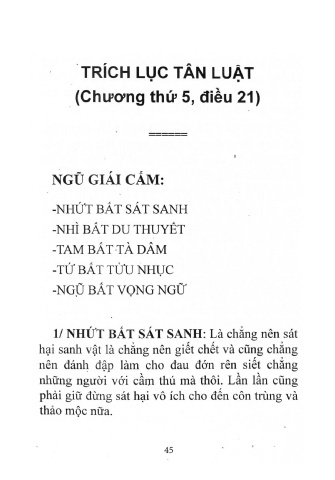 TRÍCH LỤC TÂN LUẬT
(Chương thứ 5, điều 21)
======
NGŨ GIÁI CẤM:
-NHỨT BẤT SÁT SANH
-NHÌ BẤT DU THUYẾT
-TAM BẤT TÀ DÂM
-TỨ BẤT TỬU NHỤC
-NGŨ BẤT VỌNG NGỮ
1/ NHỨT BẤT SÁT SANH: Là chẳng nên sát
hại sanh vật là chẳng nên giết chết và cũng chẳng
nên đánh đập làm cho đau đớn rên siết chẳng
những người với cầm thú mà thôi. Lần lần cũng
phải giữ đừng sát hại vô ích cho đến côn trùng và
thảo mộc nữa.
45